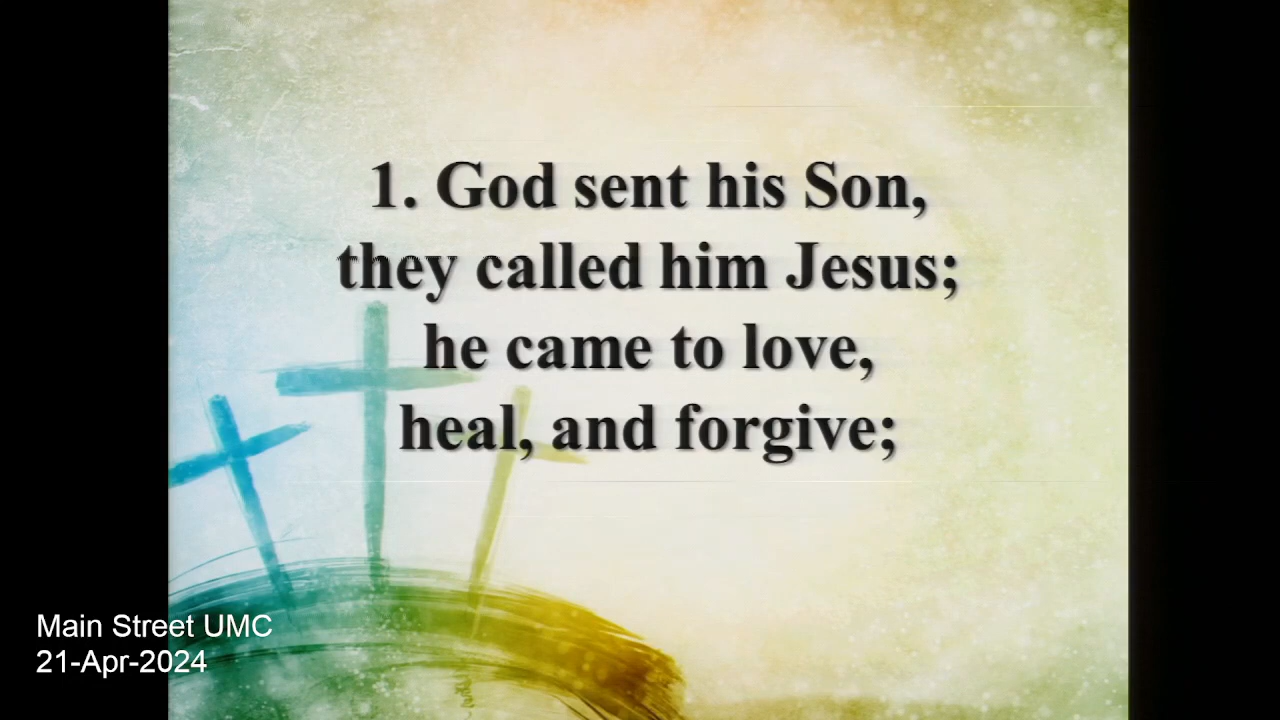 1. God sent his Son,
they called him Jesus;
he came to love,
heal, and forgive;
Main Street UMC
21-Apr-2024